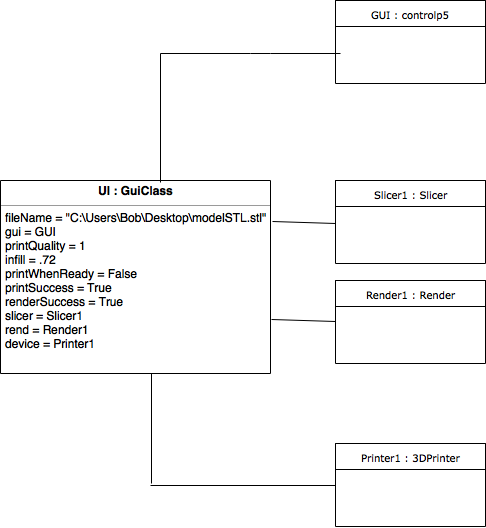 GUI : controlp5
UI : GuiClass
fileName = "C:\Users\Bob\Desktop\modelSTL.stl"
gui = GUI
printQuality = 1
infill = .72
printWhenReady = False
printSuccess = True
renderSuccess = True
slicer = Slicer1
rend = Render1
device = Printer1
Slicer1 : Slicer
Render1 : Render
Printer1 : 3DPrinter